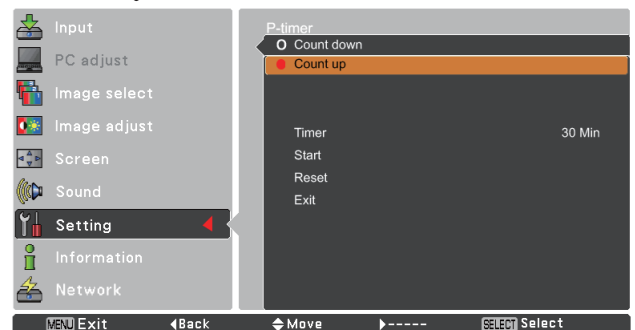 Input
PC adjust
Image select
Image adjust
Screen
Sound
Setting
Information
Network
P-timer
Count down
Count up
Timer 30 Min
Start
Reset
Exit
MENU Exit Back Move ----- SELECT Select